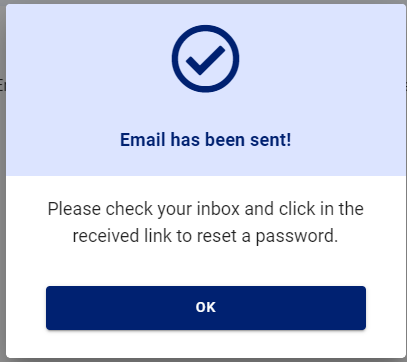 Email has been sent!
Please check your inbox and click in the
received link to reset a password.
OK